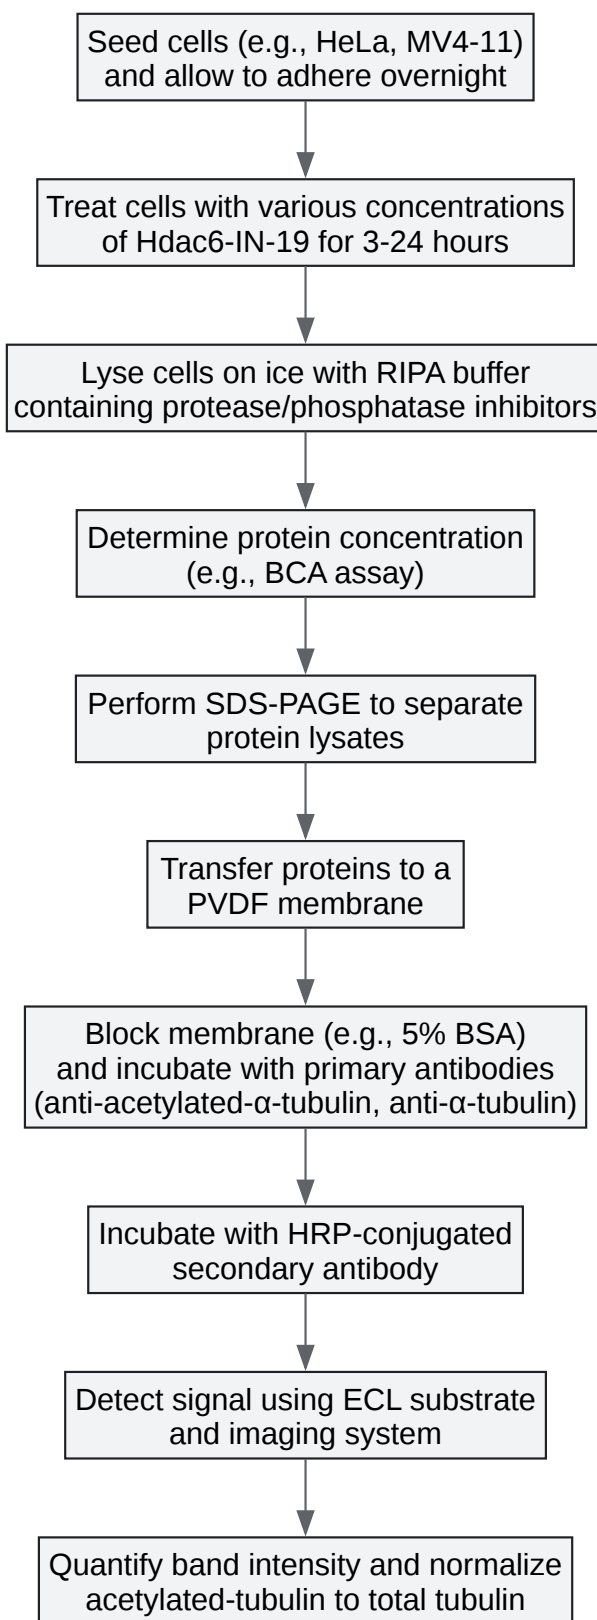 Seed cells (e.g., HeLa, MV4-11)
and allow to adhere overnight
Treat cells with various concentrations
of Hdac6-IN-19 for 3-24 hours
Lyse cells on ice with RIPA buffer
containing protease/phosphatase inhibitors
Determine protein concentration
(e.g., BCA assay)
Perform SDS-PAGE to separate
protein lysates
Transfer proteins to a
PVDF membrane
Block membrane (e.g., 5% BSA)
and incubate with primary antibodies
(anti-acetylated-α-tubulin, anti-α-tubulin)
Incubate with HRP-conjugated
secondary antibody
Detect signal using ECL substrate
and imaging system
Quantify band intensity and normalize
acetylated-tubulin to total tubulin